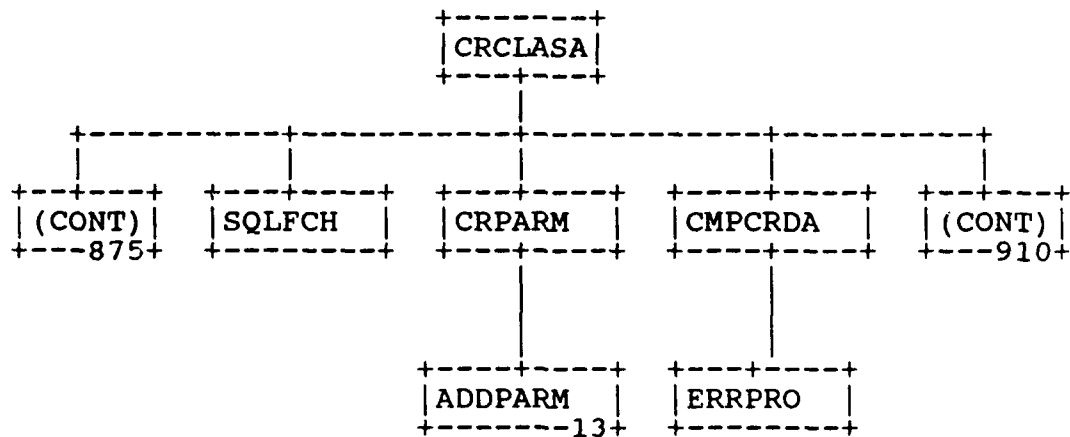 CRCLASA
(CONT) SQLFCH CRPARM CMPCRDA (CONT)
875 910
ADDPARM ERRPRO
13